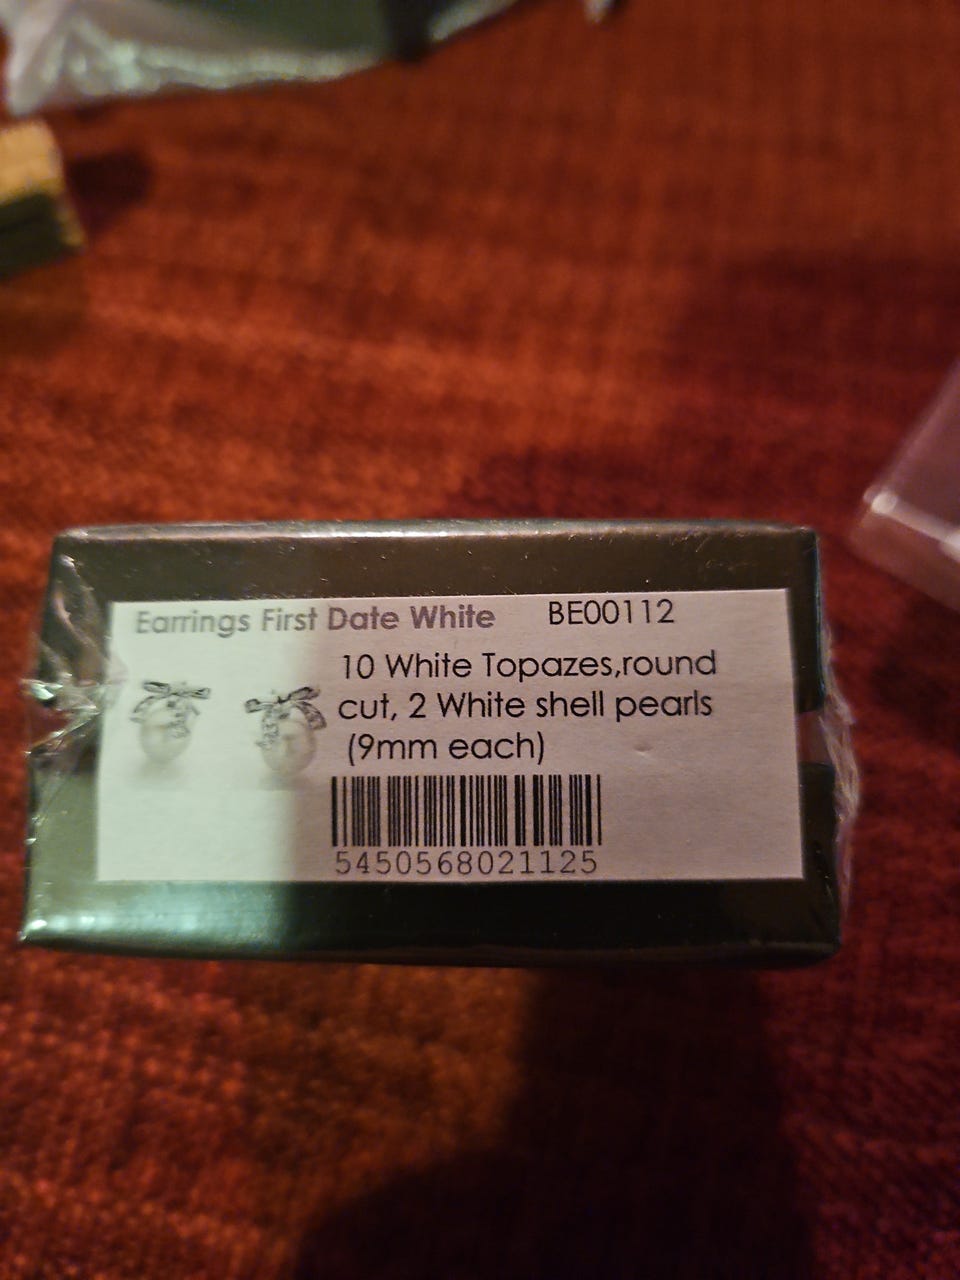 Earrings First Date White BE00112
10 White Topazes,round
cut, 2 White shell pearls
(9mm each)
5450568021125